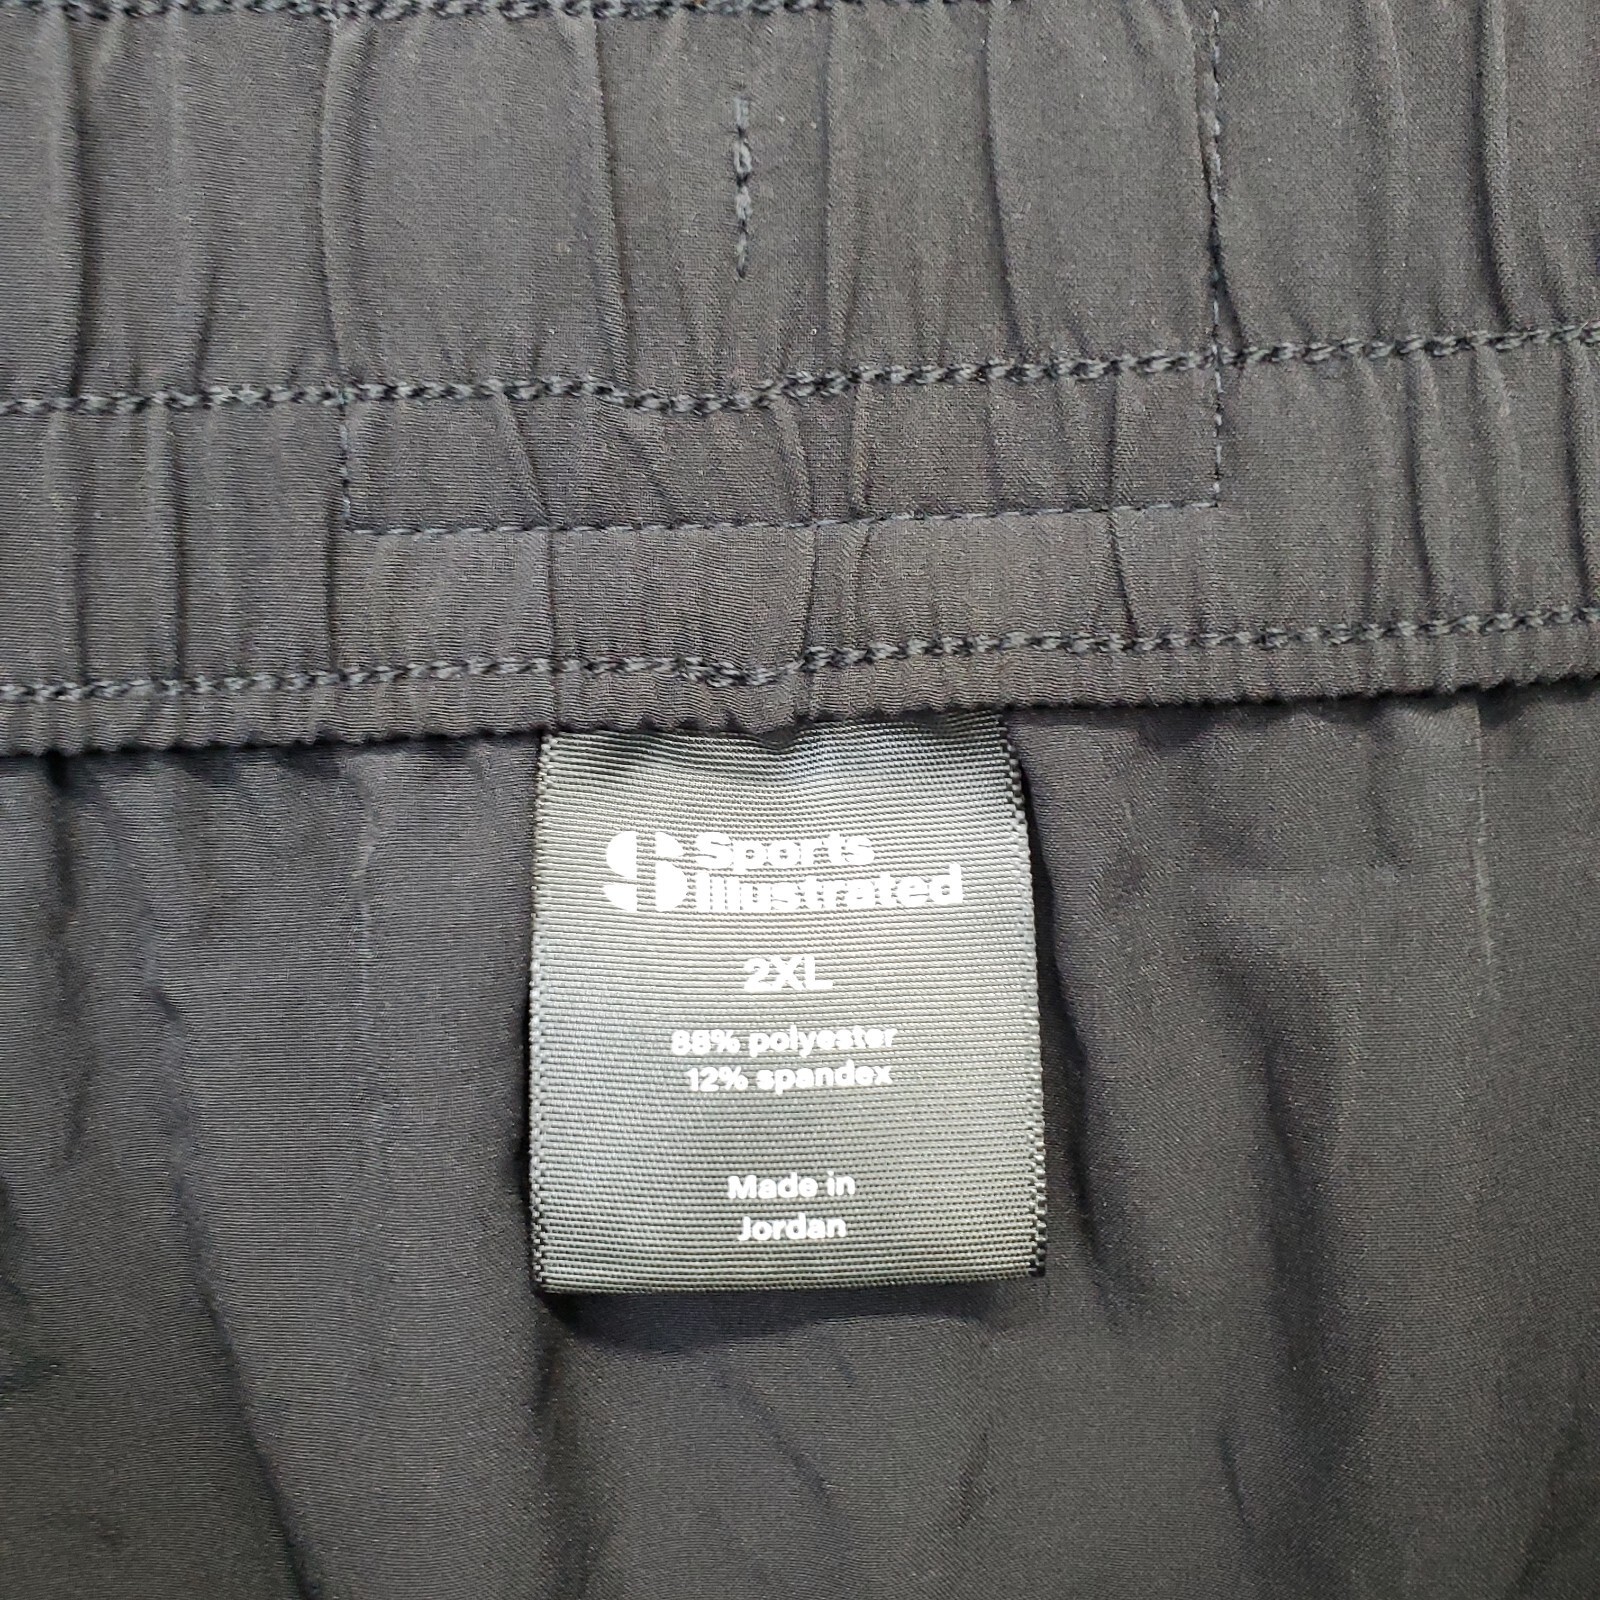 Sports
Illustrated
2XL
88% polyester
12% spandex
Made in
Jordan